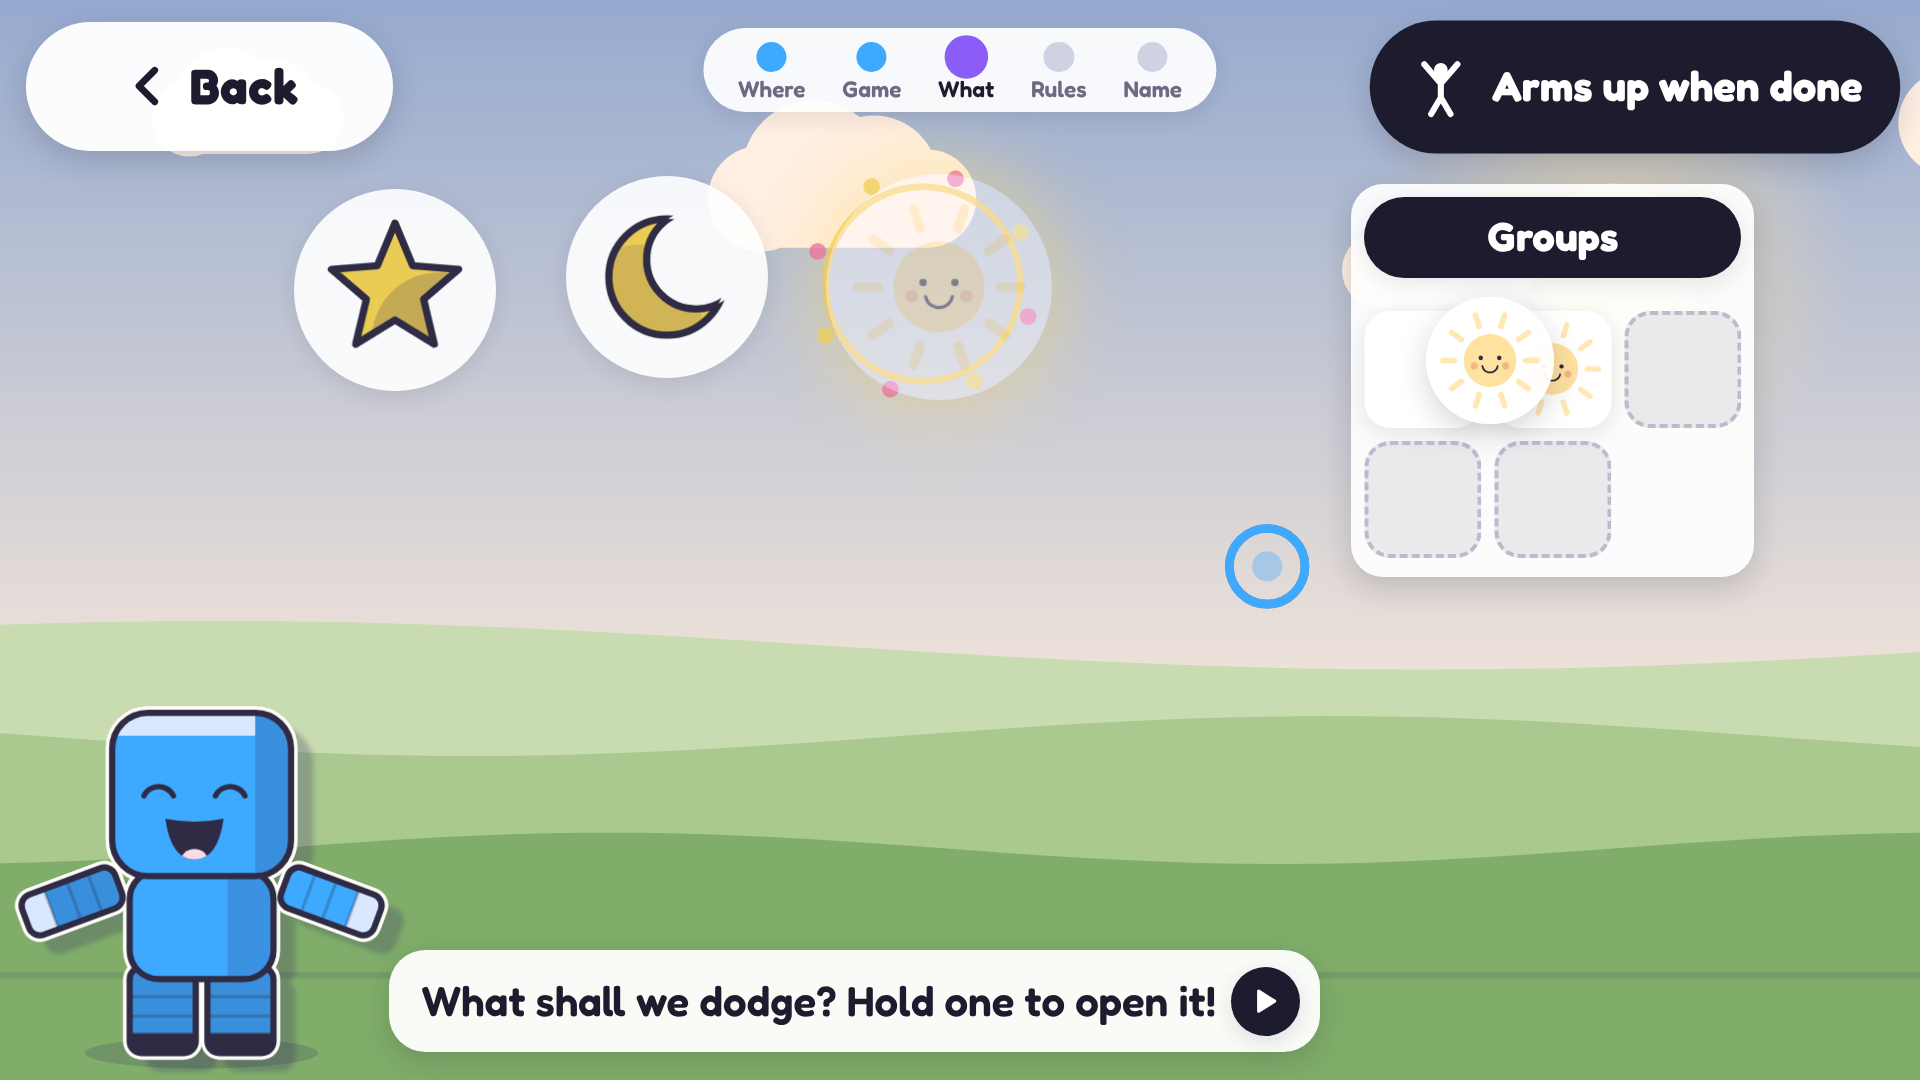 Back
Where
Game
What
Rules
Name
Arms up when done
Groups
What shall we dodge? Hold one to open it!